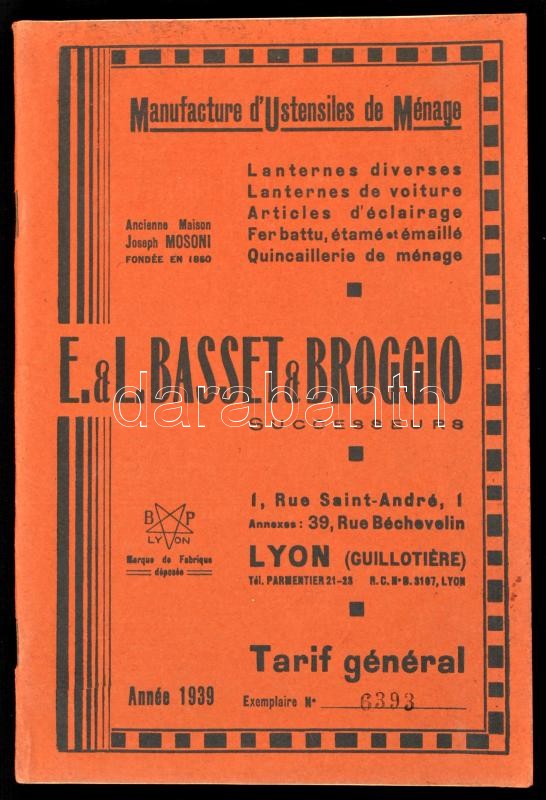 Manufacture d'Ustensiles de Ménage
Lanternes diverses
Lanternes de voiture
Articles d'éclairage
Fer battu, étamé et émaillé
Quincaillerie de ménage
Ancienne Maison
Joseph MOSONI
FONDÉE EN 1860
E. & L. BASSET & BROGGIO
SUCCESSEURS
darabanth
1, Rue Saint-André, 1
Annexes : 39, Rue Béchevelin
LYON (GUILLOTIÈRE)
Tél. PARMENTIER 21-23 R.C. No B. 3107, LYON
B P
LYON
Marque de Fabrique
déposée
Tarif général
Année 1939
Exemplaire No 6393